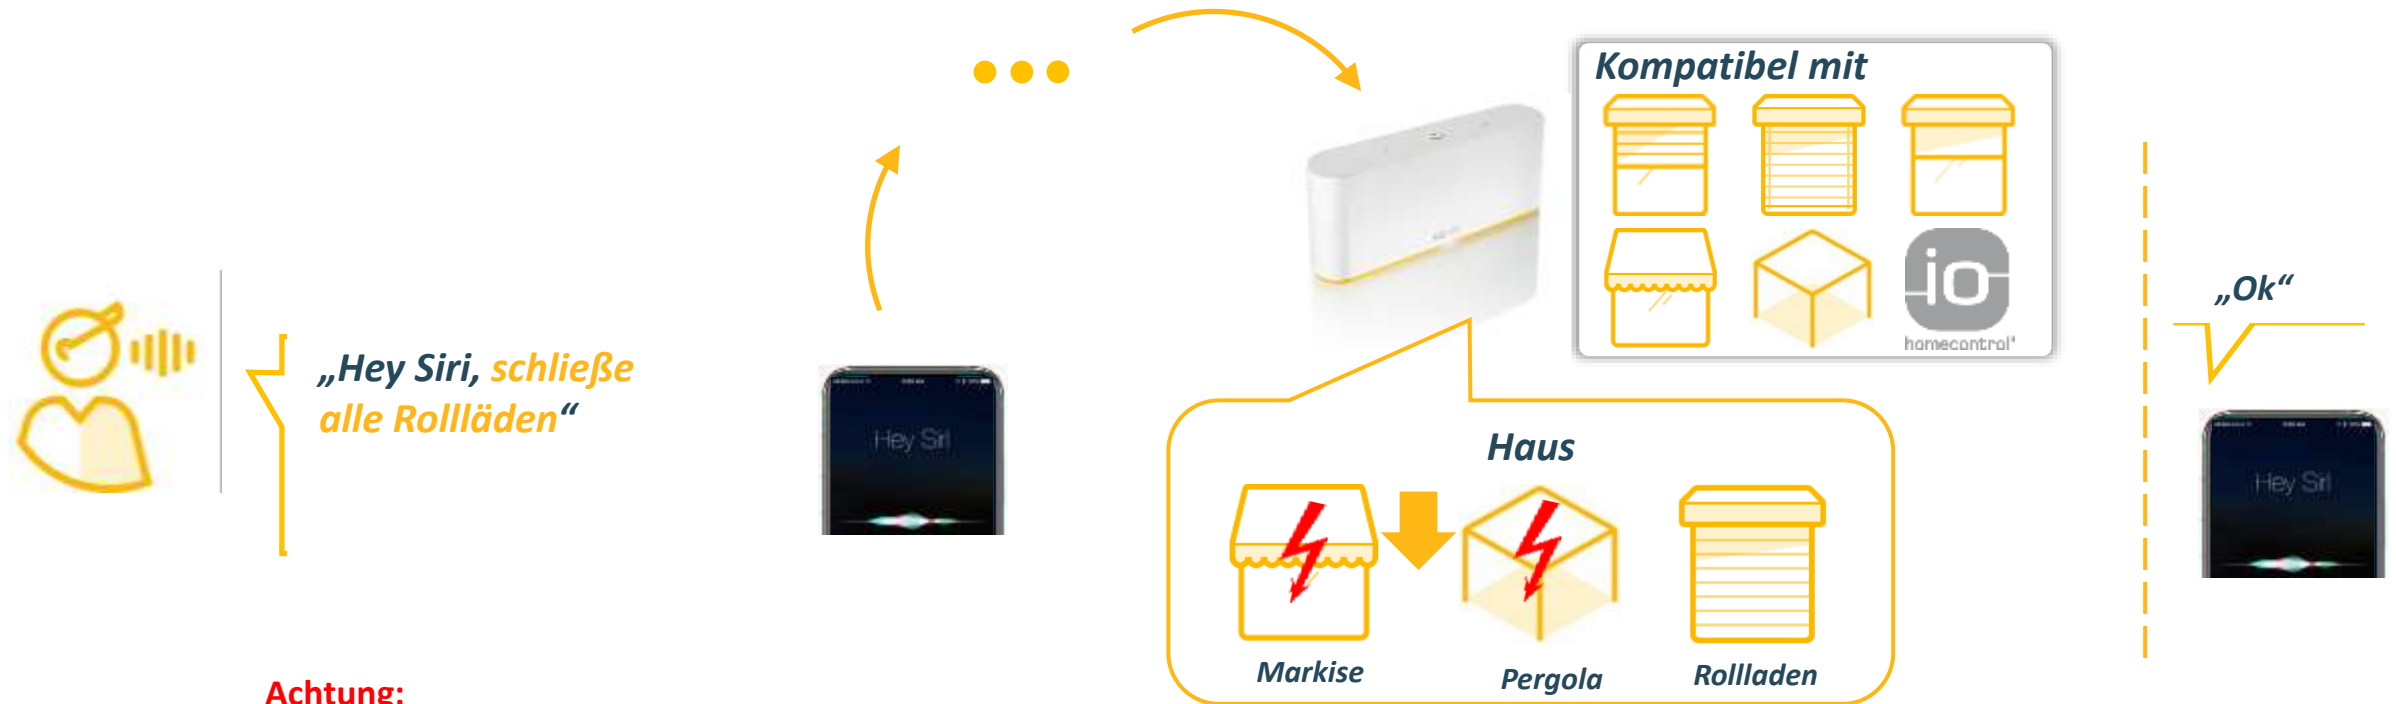 Kompatibel mit
io
homecontrol®
„Hey Siri, schließe
alle Rollläden“
Hey Siri
Haus
Markise
Pergola
Rollladen
„Ok“
Hey Siri
Achtung: